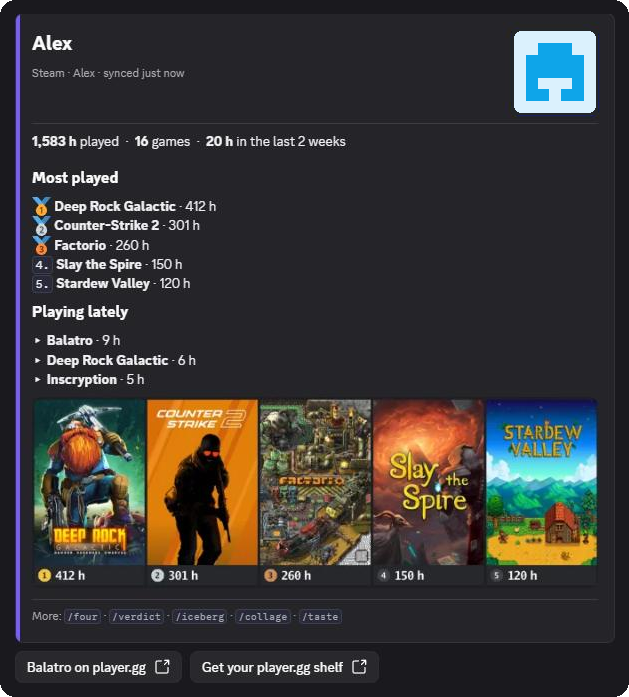 Alex
Steam · Alex · synced just now
1,583 h played · 16 games · 20 h in the last 2 weeks
Most played
1 Deep Rock Galactic · 412 h
2 Counter-Strike 2 · 301 h
3 Factorio · 260 h
4. Slay the Spire · 150 h
5. Stardew Valley · 120 h
Playing lately
‣ Balatro · 9 h
‣ Deep Rock Galactic · 6 h
‣ Inscryption · 5 h
COUNTER STRIKE 2
STARDEW VALLEY
Slay the Spire
FACTORIO
DEEP ROCK
GALACTIC
1 412 h
2 301 h
3 260 h
4 150 h
5 120 h
More: /four · /verdict · /iceberg · /collage · /taste
Balatro on player.gg
Get your player.gg shelf